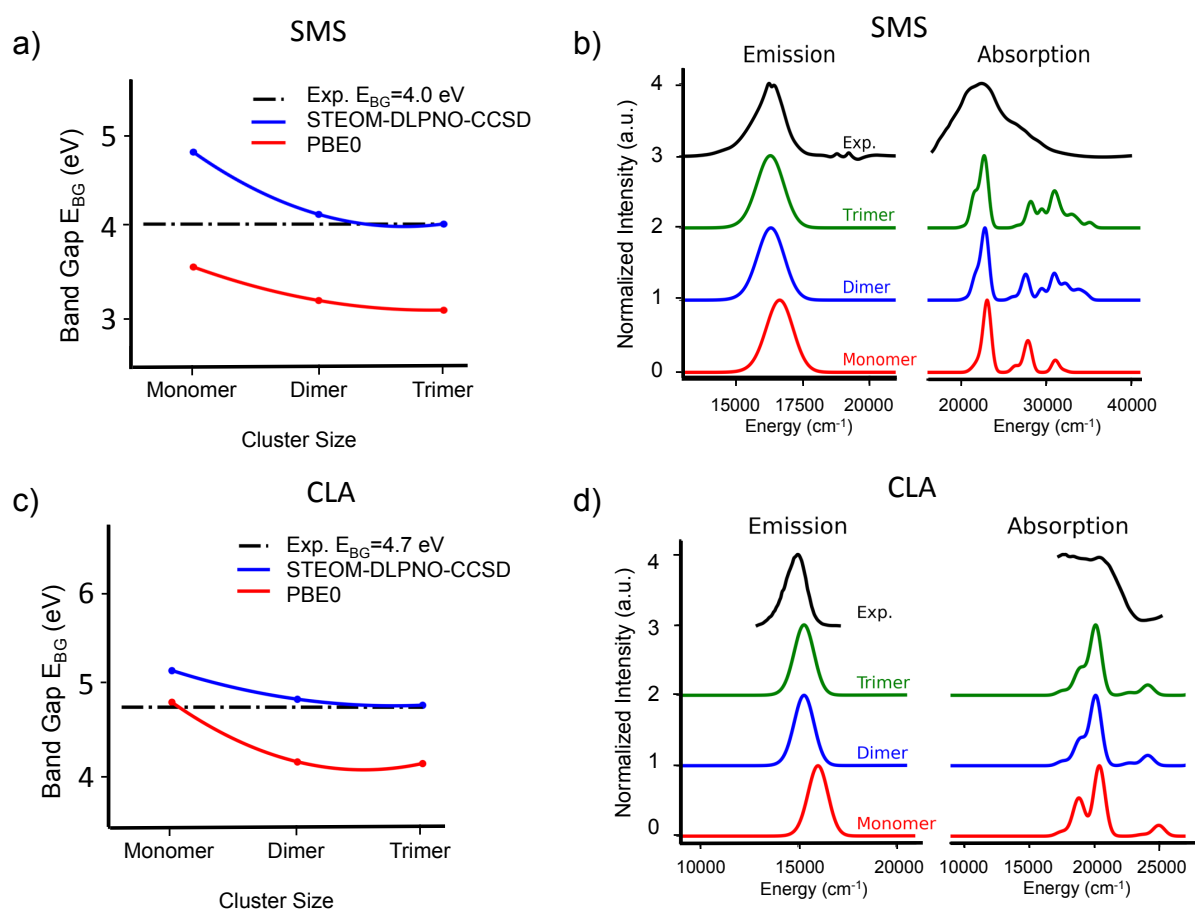 a)
SMS
Exp. E_BG=4.0 eV
STEOM-DLPNO-CCSD
PBE0
Band Gap E_BG (eV)
5
4
3
Monomer Dimer Trimer
Cluster Size
b)
SMS
Emission Absorption
Normalized Intensity (a.u.)
4
3
2
1
0
Exp.
Trimer
Dimer
Monomer
15000 17500 20000
Energy (cm⁻¹)
20000 30000 40000
Energy (cm⁻¹)
c)
CLA
Exp. E_BG=4.7 eV
STEOM-DLPNO-CCSD
PBE0
Band Gap E_BG (eV)
6
5
4
Monomer Dimer Trimer
Cluster Size
d)
CLA
Emission Absorption
Normalized Intensity (a.u.)
4
3
2
1
0
Exp.
Trimer
Dimer
Monomer
10000 15000 20000
Energy (cm⁻¹)
10000 20000 25000
Energy (cm⁻¹)